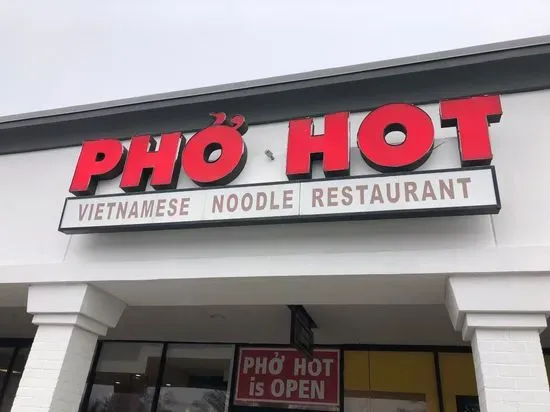 PHỞ HOT
VIETNAMESE NOODLE RESTAURANT
PHỞ HOT
is OPEN